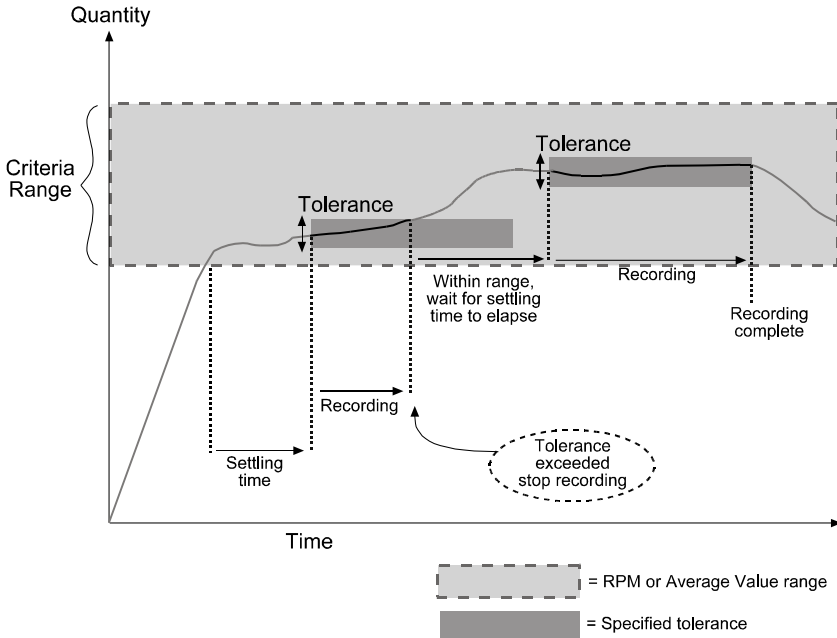 Quantity
Criteria
Range
Tolerance
Tolerance
Within range,
wait for settling
time to elapse
Recording
Recording
complete
Recording
Settling
time
Tolerance
exceeded
stop recording
Time
= RPM or Average Value range
= Specified tolerance